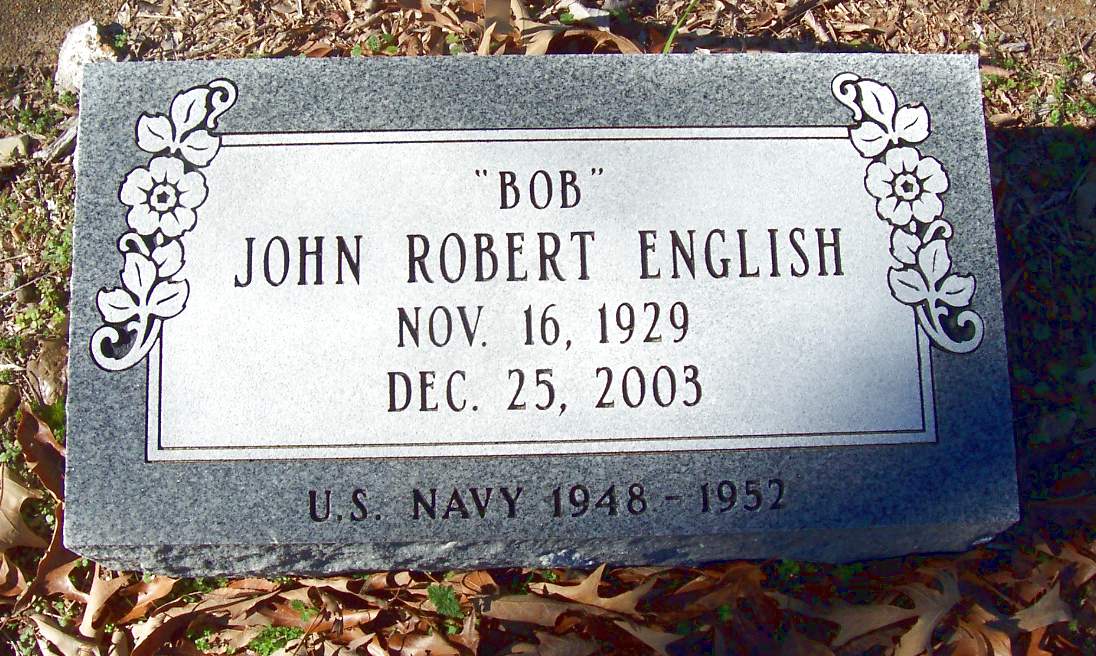 "BOB"
JOHN ROBERT ENGLISH
NOV. 16, 1929
DEC. 25, 2003
U.S. NAVY 1948 - 1952